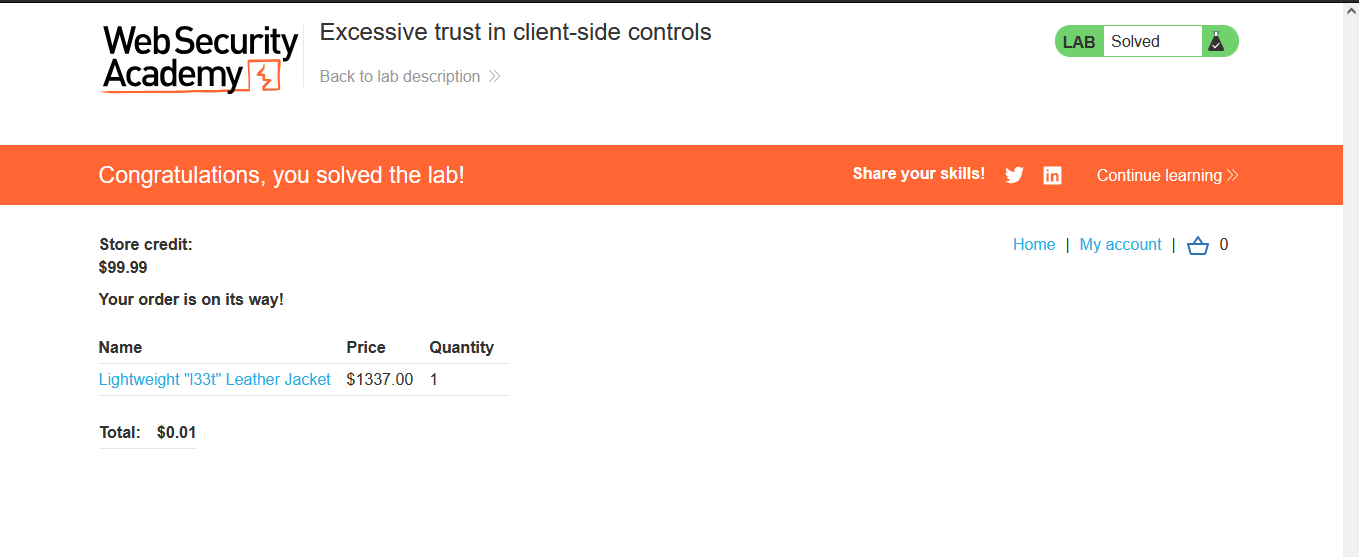 Web Security
Academy
Excessive trust in client-side controls
Back to lab description
LAB Solved
Congratulations, you solved the lab!
Share your skills!
Continue learning
Store credit:
$99.99
Home | My account | 0
Your order is on its way!
Name Price Quantity
Lightweight "l33t" Leather Jacket $1337.00 1
Total: $0.01